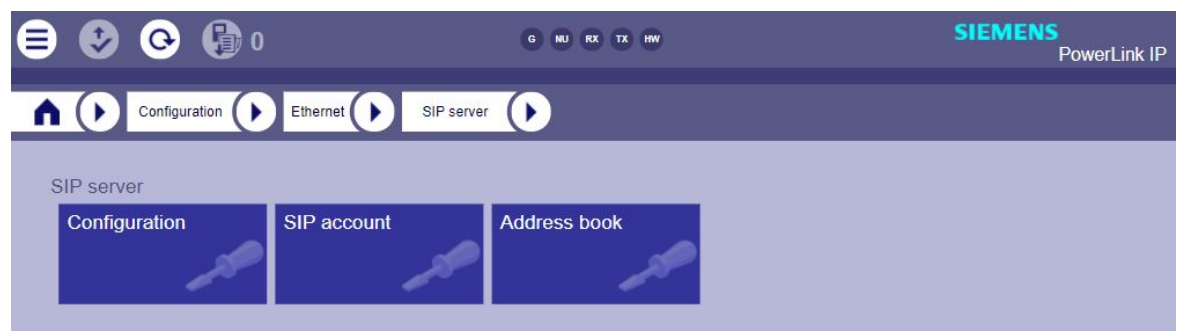 0 G NU RX TX HW SIEMENS
PowerLink IP
Configuration Ethernet SIP server
SIP server
Configuration SIP account Address book